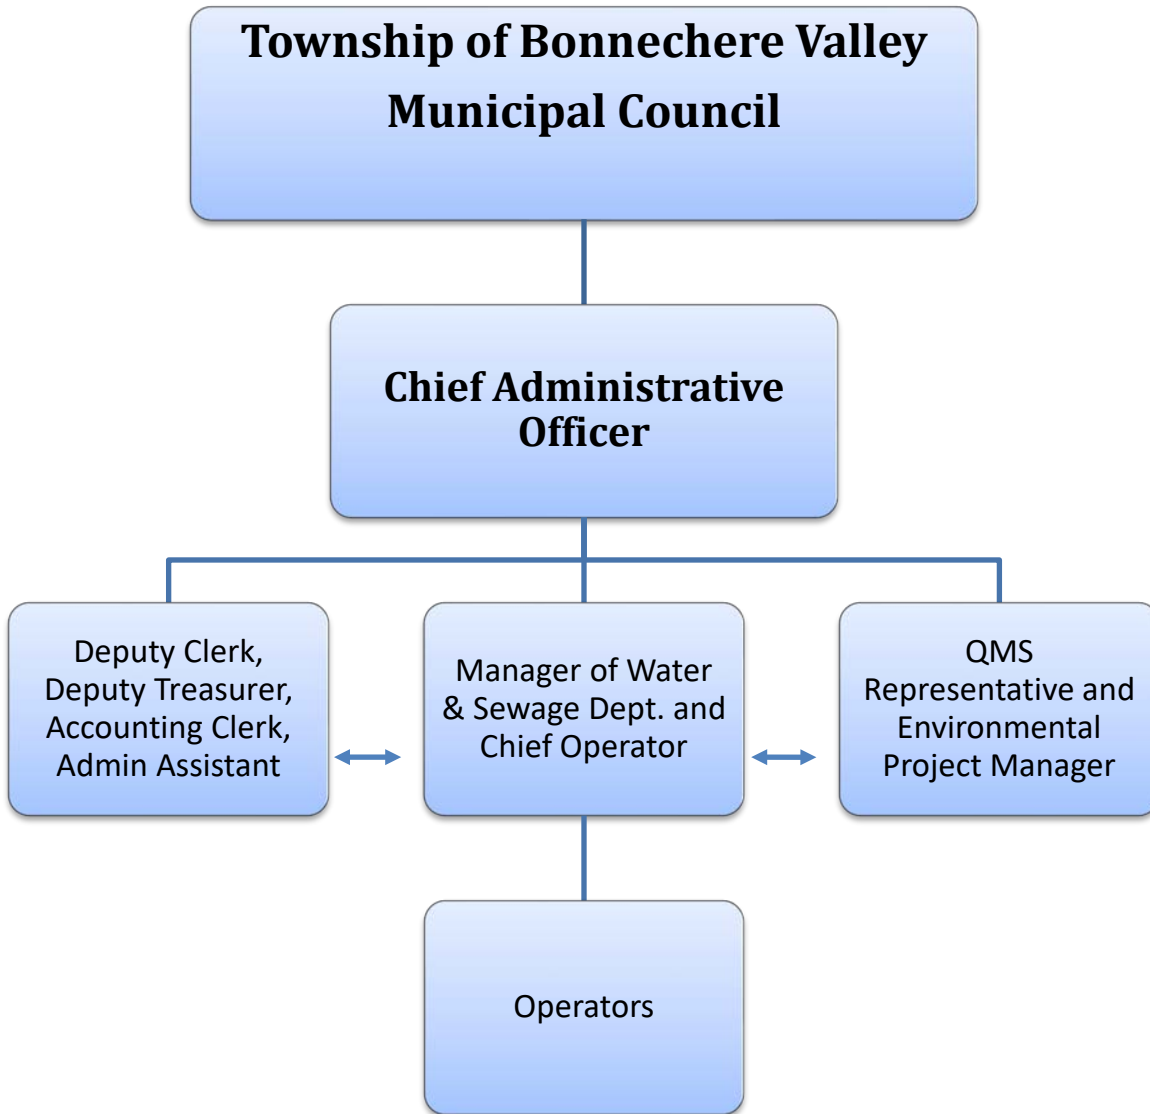 Township of Bonnechere Valley
Municipal Council
Chief Administrative
Officer
Deputy Clerk,
Deputy Treasurer,
Accounting Clerk,
Admin Assistant
Manager of Water
& Sewage Dept. and
Chief Operator
QMS
Representative and
Environmental
Project Manager
Operators